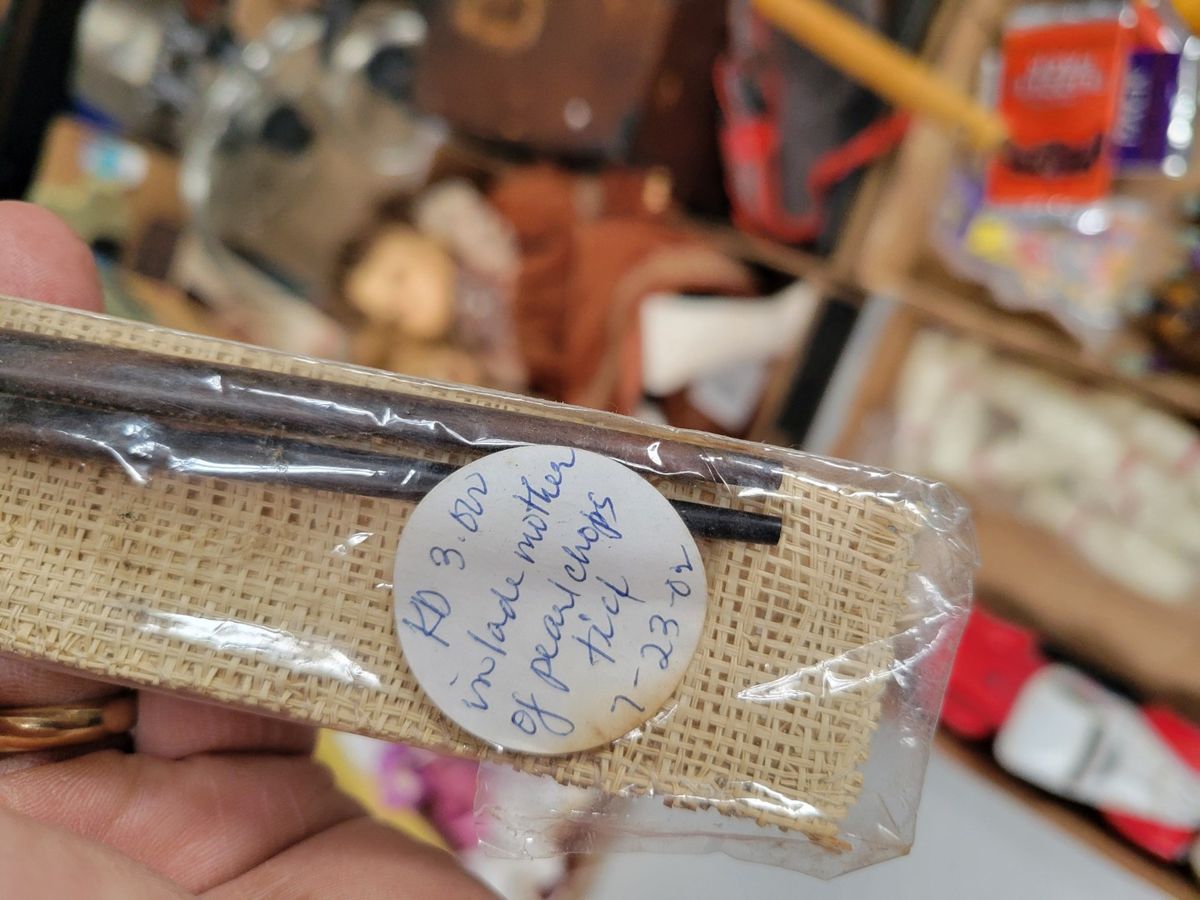 KD 3.00
inlade mother
of pearl chops
tick
7-23-02